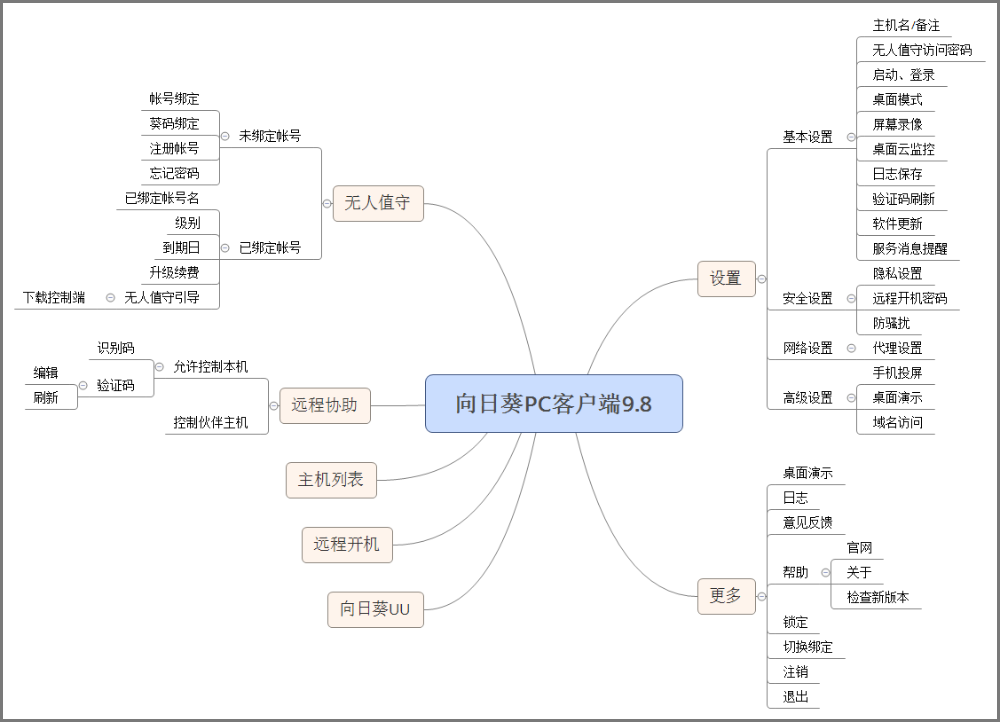 向日葵PC客户端9.8
无人值守
未绑定帐号
帐号绑定
葵码绑定
注册帐号
忘记密码
已绑定帐号
已绑定帐号名
级别
到期日
升级续费
无人值守引导
下载控制端
远程协助
允许控制本机
识别码
验证码
编辑
刷新
控制伙伴主机
主机列表
远程开机
向日葵UU
设置
基本设置
主机名/备注
无人值守访问密码
启动、登录
桌面模式
屏幕录像
桌面云监控
日志保存
验证码刷新
软件更新
服务消息提醒
安全设置
隐私设置
远程开机密码
防骚扰
网络设置
代理设置
高级设置
手机投屏
桌面演示
域名访问
更多
桌面演示
日志
意见反馈
帮助
官网
关于
检查新版本
锁定
切换绑定
注销
退出